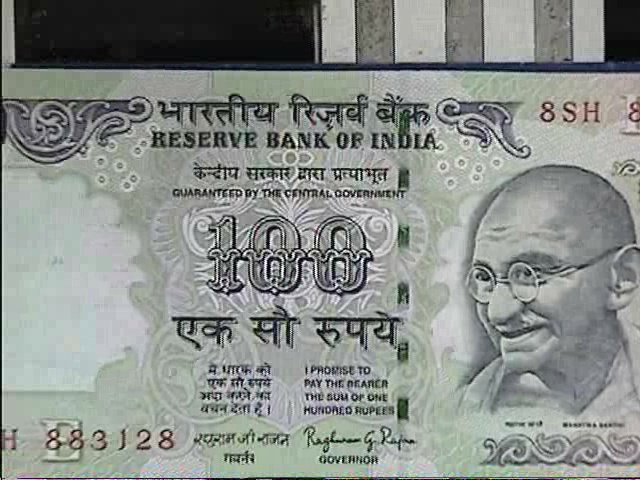 भारतीय रिज़र्व बैंक
8SH 8
RESERVE BANK OF INDIA
केन्द्रीय सरकार द्वारा प्रत्याभूत
GUARANTEED BY THE CENTRAL GOVERNMENT
100
एक सौ रुपये
मैं धारक को
एक सौ रुपये
अदा करने का
वचन देता हूँ ।
I PROMISE TO
PAY THE BEARER
THE SUM OF ONE
HUNDRED RUPEES
H E 883128
रघुराम जी राजन
गवर्नर
Raghuram G. Rajan
GOVERNOR
महात्मा गांधी MAHATMA GANDHI